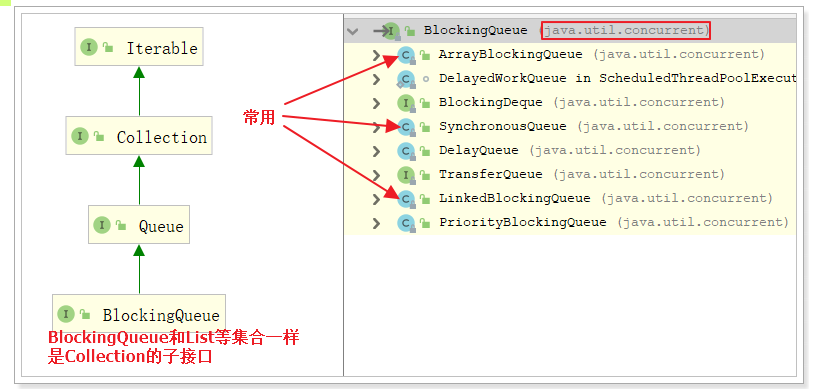 Iterable
Collection
Queue
BlockingQueue
BlockingQueue和List等集合一样
是Collection的子接口
常用
BlockingQueue (java.util.concurrent)
ArrayBlockingQueue (java.util.concurrent)
DelayedWorkQueue in ScheduledThreadPoolExecut
BlockingDeque (java.util.concurrent)
SynchronousQueue (java.util.concurrent)
DelayQueue (java.util.concurrent)
TransferQueue (java.util.concurrent)
LinkedBlockingQueue (java.util.concurrent)
PriorityBlockingQueue (java.util.concurrent)